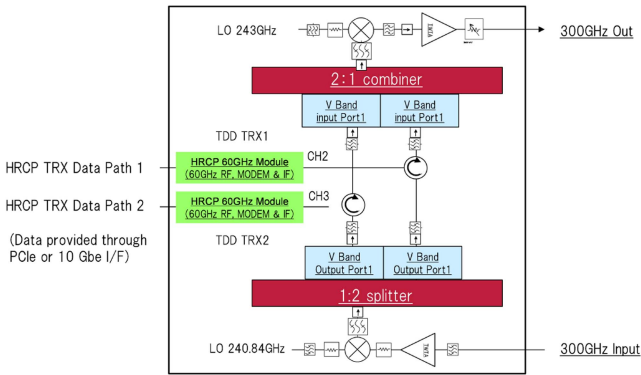 LO 243GHz
TWTA
300GHz Out
2:1 combiner
V Band
input Port1
V Band
input Port1
TDD TRX1
HRCP TRX Data Path 1
HRCP 60GHz Module
(60GHz RF, MODEM & IF)
CH2
HRCP TRX Data Path 2
HRCP 60GHz Module
(60GHz RF, MODEM & IF)
CH3
(Data provided through
PCIe or 10 Gbe I/F)
TDD TRX2
V Band
Output Port1
V Band
Output Port1
1:2 splitter
LO 240.84GHz
TWTA
300GHz Input